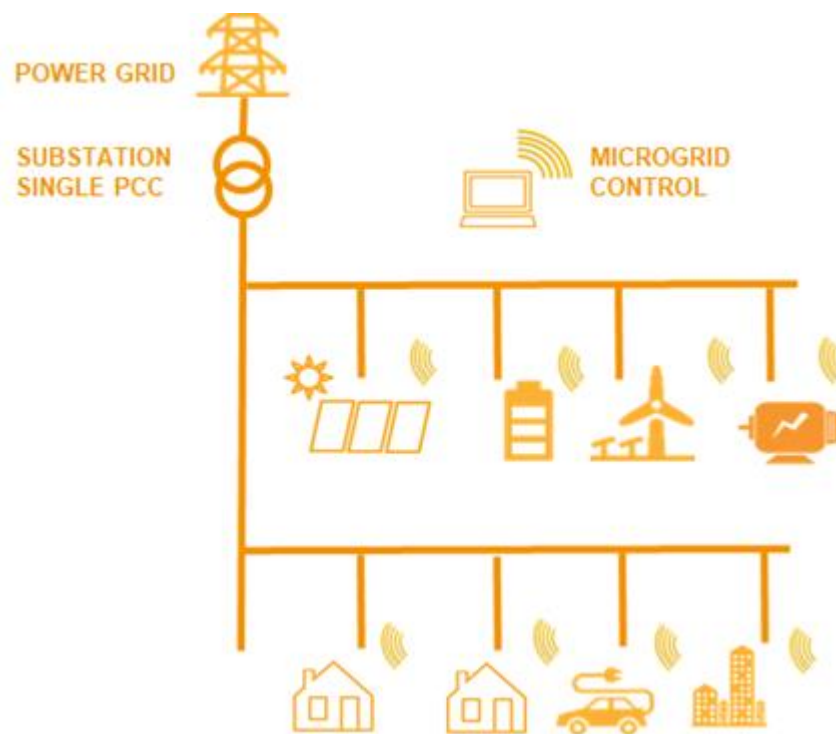 POWER GRID
SUBSTATION
SINGLE PCC
MICROGRID
CONTROL